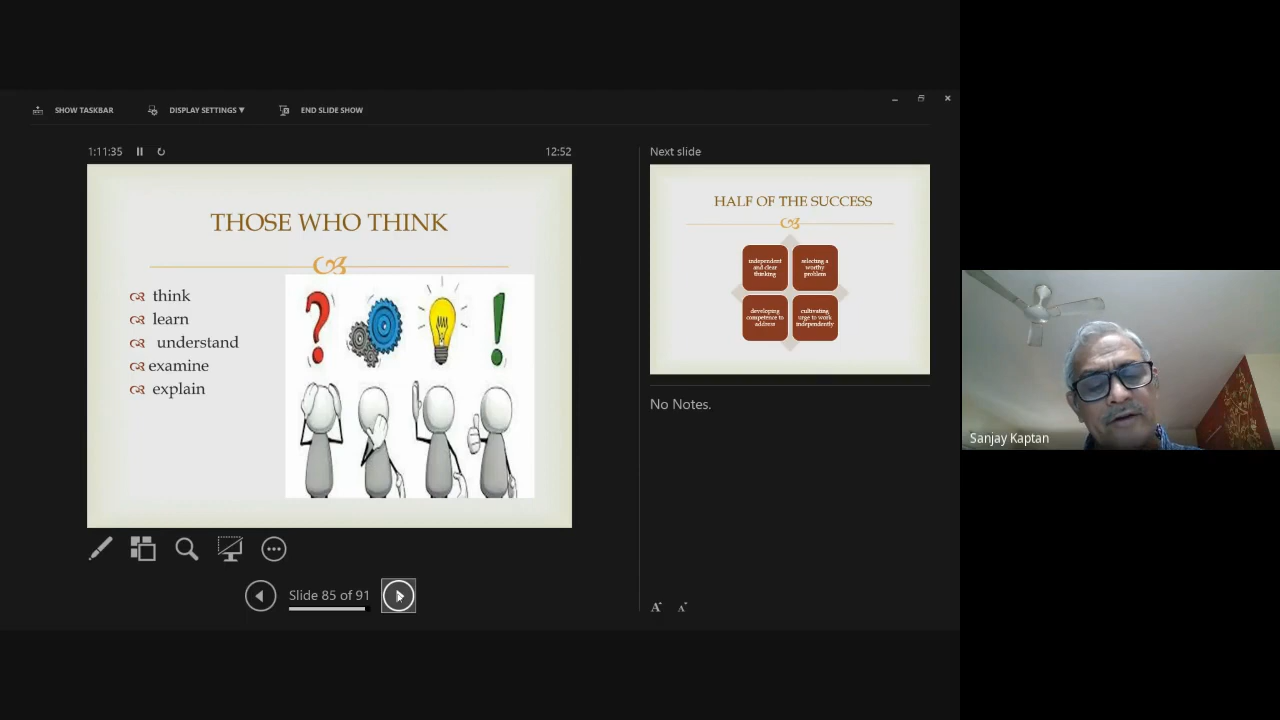 SHOW TASKBAR
DISPLAY SETTINGS ▼
END SLIDE SHOW
1:11:35
12:52
Next slide
THOSE WHO THINK
think
learn
understand
examine
explain
HALF OF THE SUCCESS
independent
and clear
thinking
selecting a
worthy
problem
developing
competence to
address
cultivating
urge to work
independently
No Notes.
Sanjay Kaptan
Slide 85 of 91
A
A